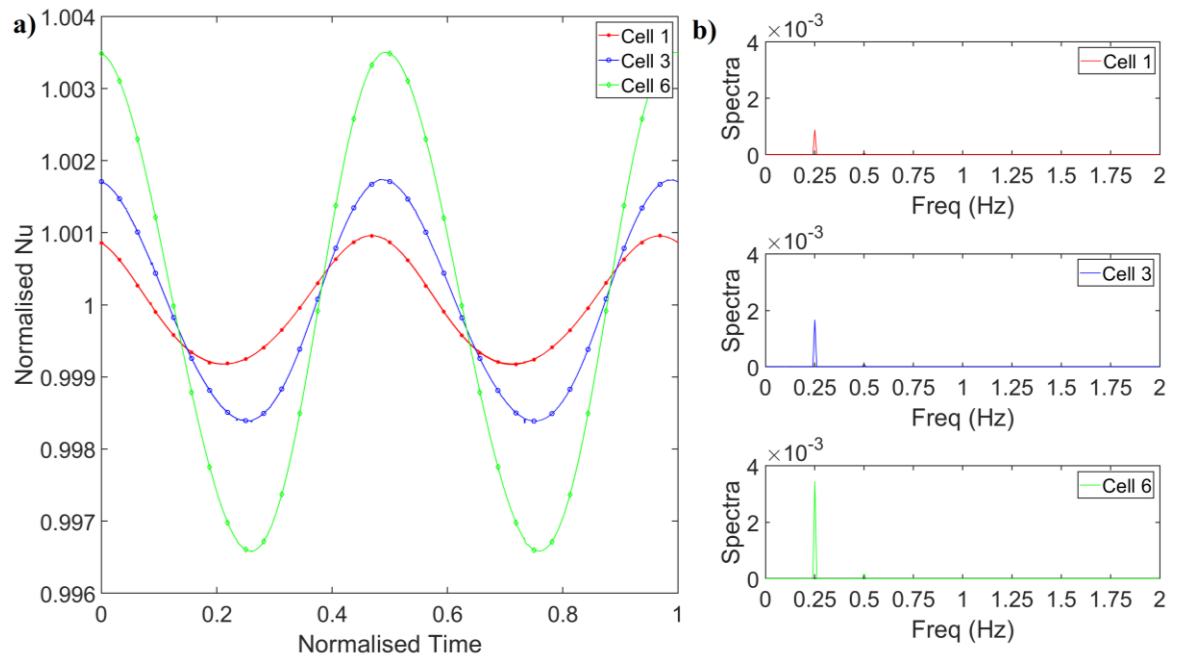 a)
1.004
1.003
1.002
1.001
1
0.999
0.998
0.997
0.996
Normalised Nu
0 0.2 0.4 0.6 0.8 1
Normalised Time
Cell 1
Cell 3
Cell 6
b)
×10⁻³
4
2
0
Spectra
Cell 1
0 0.25 0.5 0.75 1 1.25 1.5 1.75 2
Freq (Hz)
×10⁻³
4
2
0
Spectra
Cell 3
0 0.25 0.5 0.75 1 1.25 1.5 1.75 2
Freq (Hz)
×10⁻³
4
2
0
Spectra
Cell 6
0 0.25 0.5 0.75 1 1.25 1.5 1.75 2
Freq (Hz)